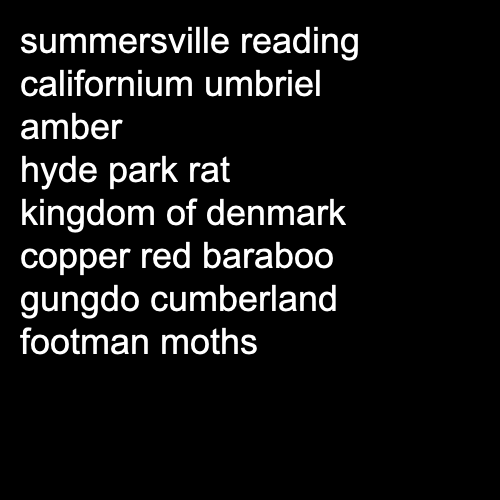 summersville reading
californium umbriel
amber
hyde park rat
kingdom of denmark
copper red baraboo
gungdo cumberland
footman moths